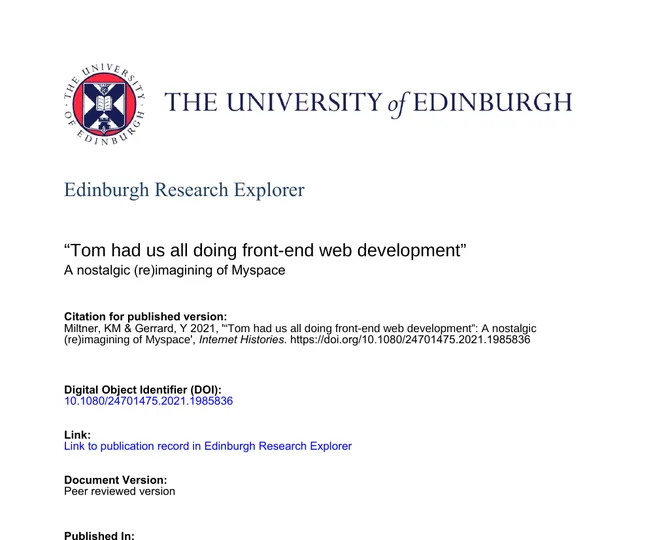 THE UNIVERSITY OF EDINBURGH
THE UNIVERSITY of EDINBURGH
Edinburgh Research Explorer
“Tom had us all doing front-end web development”
A nostalgic (re)imagining of Myspace
Citation for published version:
Miltner, KM & Gerrard, Y 2021, '“Tom had us all doing front-end web development”: A nostalgic
(re)imagining of Myspace', Internet Histories. https://doi.org/10.1080/24701475.2021.1985836
Digital Object Identifier (DOI):
10.1080/24701475.2021.1985836
Link:
Link to publication record in Edinburgh Research Explorer
Document Version:
Peer reviewed version
Published In: